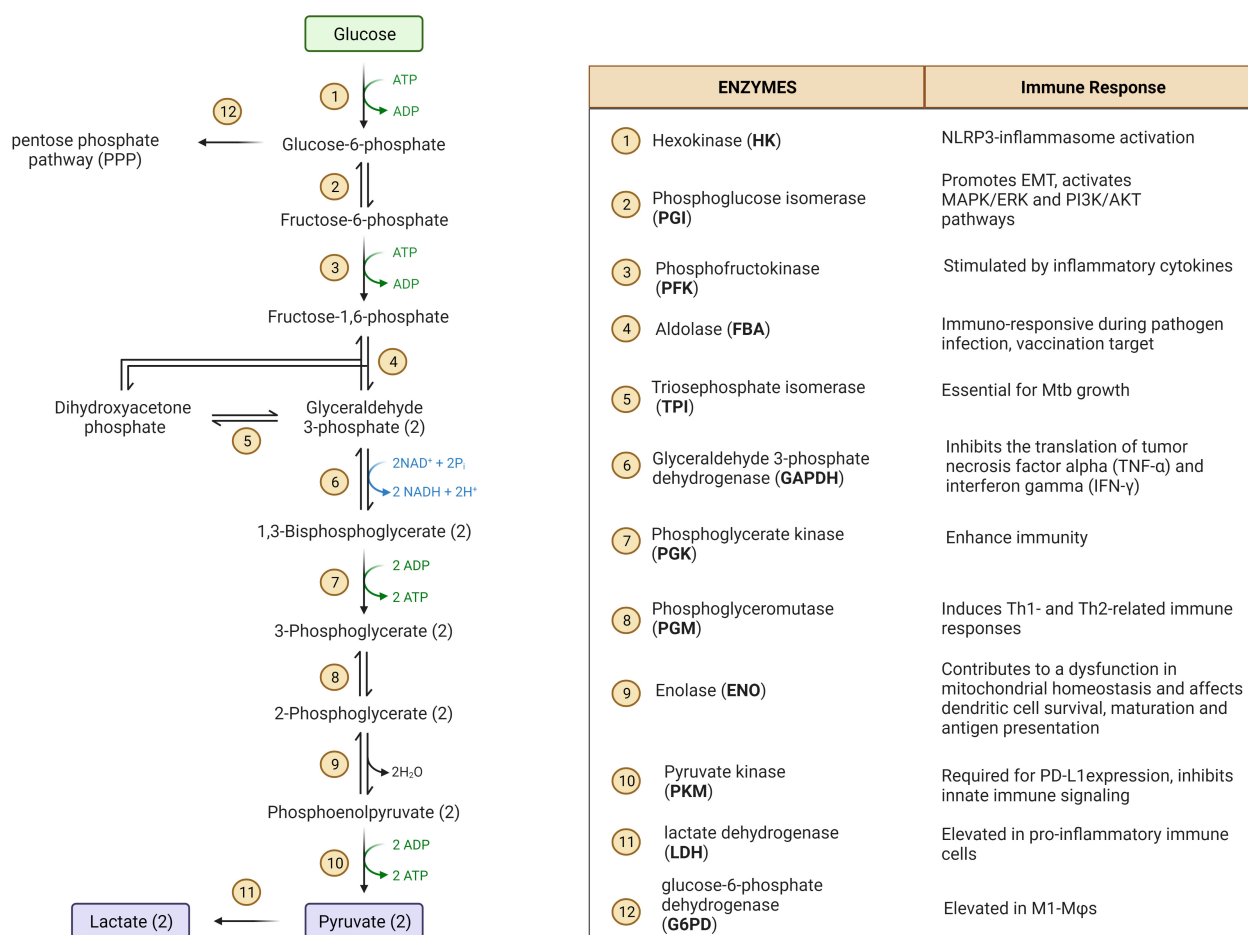 Glucose
1
ATP
ADP
12
pentose phosphate
pathway (PPP)
Glucose-6-phosphate
2
Fructose-6-phosphate
3
ATP
ADP
Fructose-1,6-phosphate
4
Dihydroxyacetone
phosphate
5
Glyceraldehyde
3-phosphate (2)
6
2NAD⁺ + 2Pᵢ
2 NADH + 2H⁺
1,3-Bisphosphoglycerate (2)
7
2 ADP
2 ATP
3-Phosphoglycerate (2)
8
2-Phosphoglycerate (2)
9
2H₂O
Phosphoenolpyruvate (2)
10
2 ADP
2 ATP
11
Lactate (2)
Pyruvate (2)
ENZYMES
Immune Response
1
Hexokinase (HK)
NLRP3-inflammasome activation
2
Phosphoglucose isomerase
(PGI)
Promotes EMT, activates
MAPK/ERK and PI3K/AKT
pathways
3
Phosphofructokinase
(PFK)
Stimulated by inflammatory cytokines
4
Aldolase (FBA)
Immuno-responsive during pathogen
infection, vaccination target
5
Triosephosphate isomerase
(TPI)
Essential for Mtb growth
6
Glyceraldehyde 3-phosphate
dehydrogenase (GAPDH)
Inhibits the translation of tumor
necrosis factor alpha (TNF-α) and
interferon gamma (IFN-γ)
7
Phosphoglycerate kinase
(PGK)
Enhance immunity
8
Phosphoglyceromutase
(PGM)
Induces Th1- and Th2-related immune
responses
9
Enolase (ENO)
Contributes to a dysfunction in
mitochondrial homeostasis and affects
dendritic cell survival, maturation and
antigen presentation
10
Pyruvate kinase
(PKM)
Required for PD-L1expression, inhibits
innate immune signaling
11
lactate dehydrogenase
(LDH)
Elevated in pro-inflammatory immune
cells
12
glucose-6-phosphate
dehydrogenase
(G6PD)
Elevated in M1-Mφs